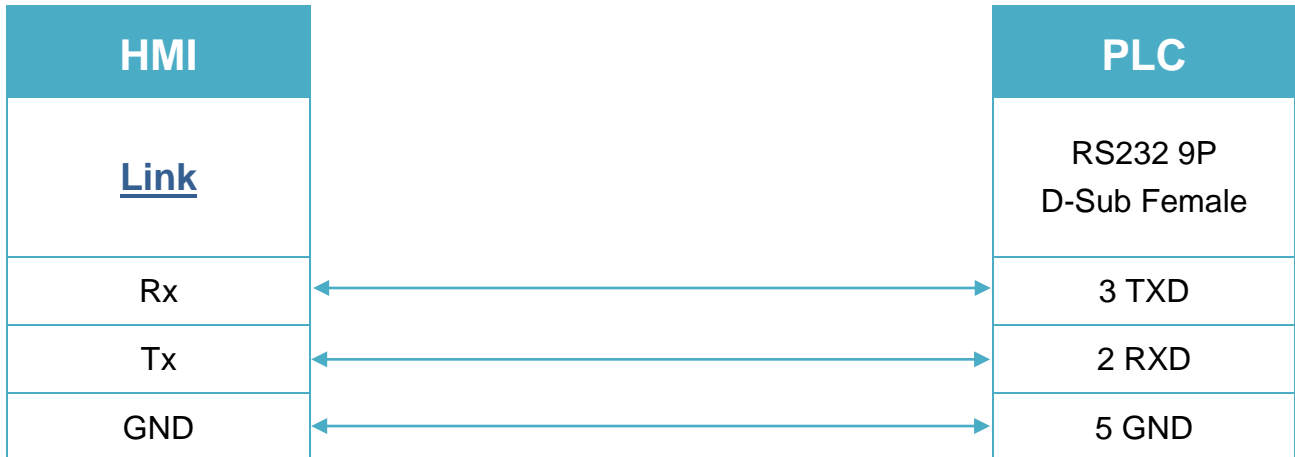 HMI
PLC
Link
RS232 9P
D-Sub Female
Rx
3 TXD
Tx
2 RXD
GND
5 GND